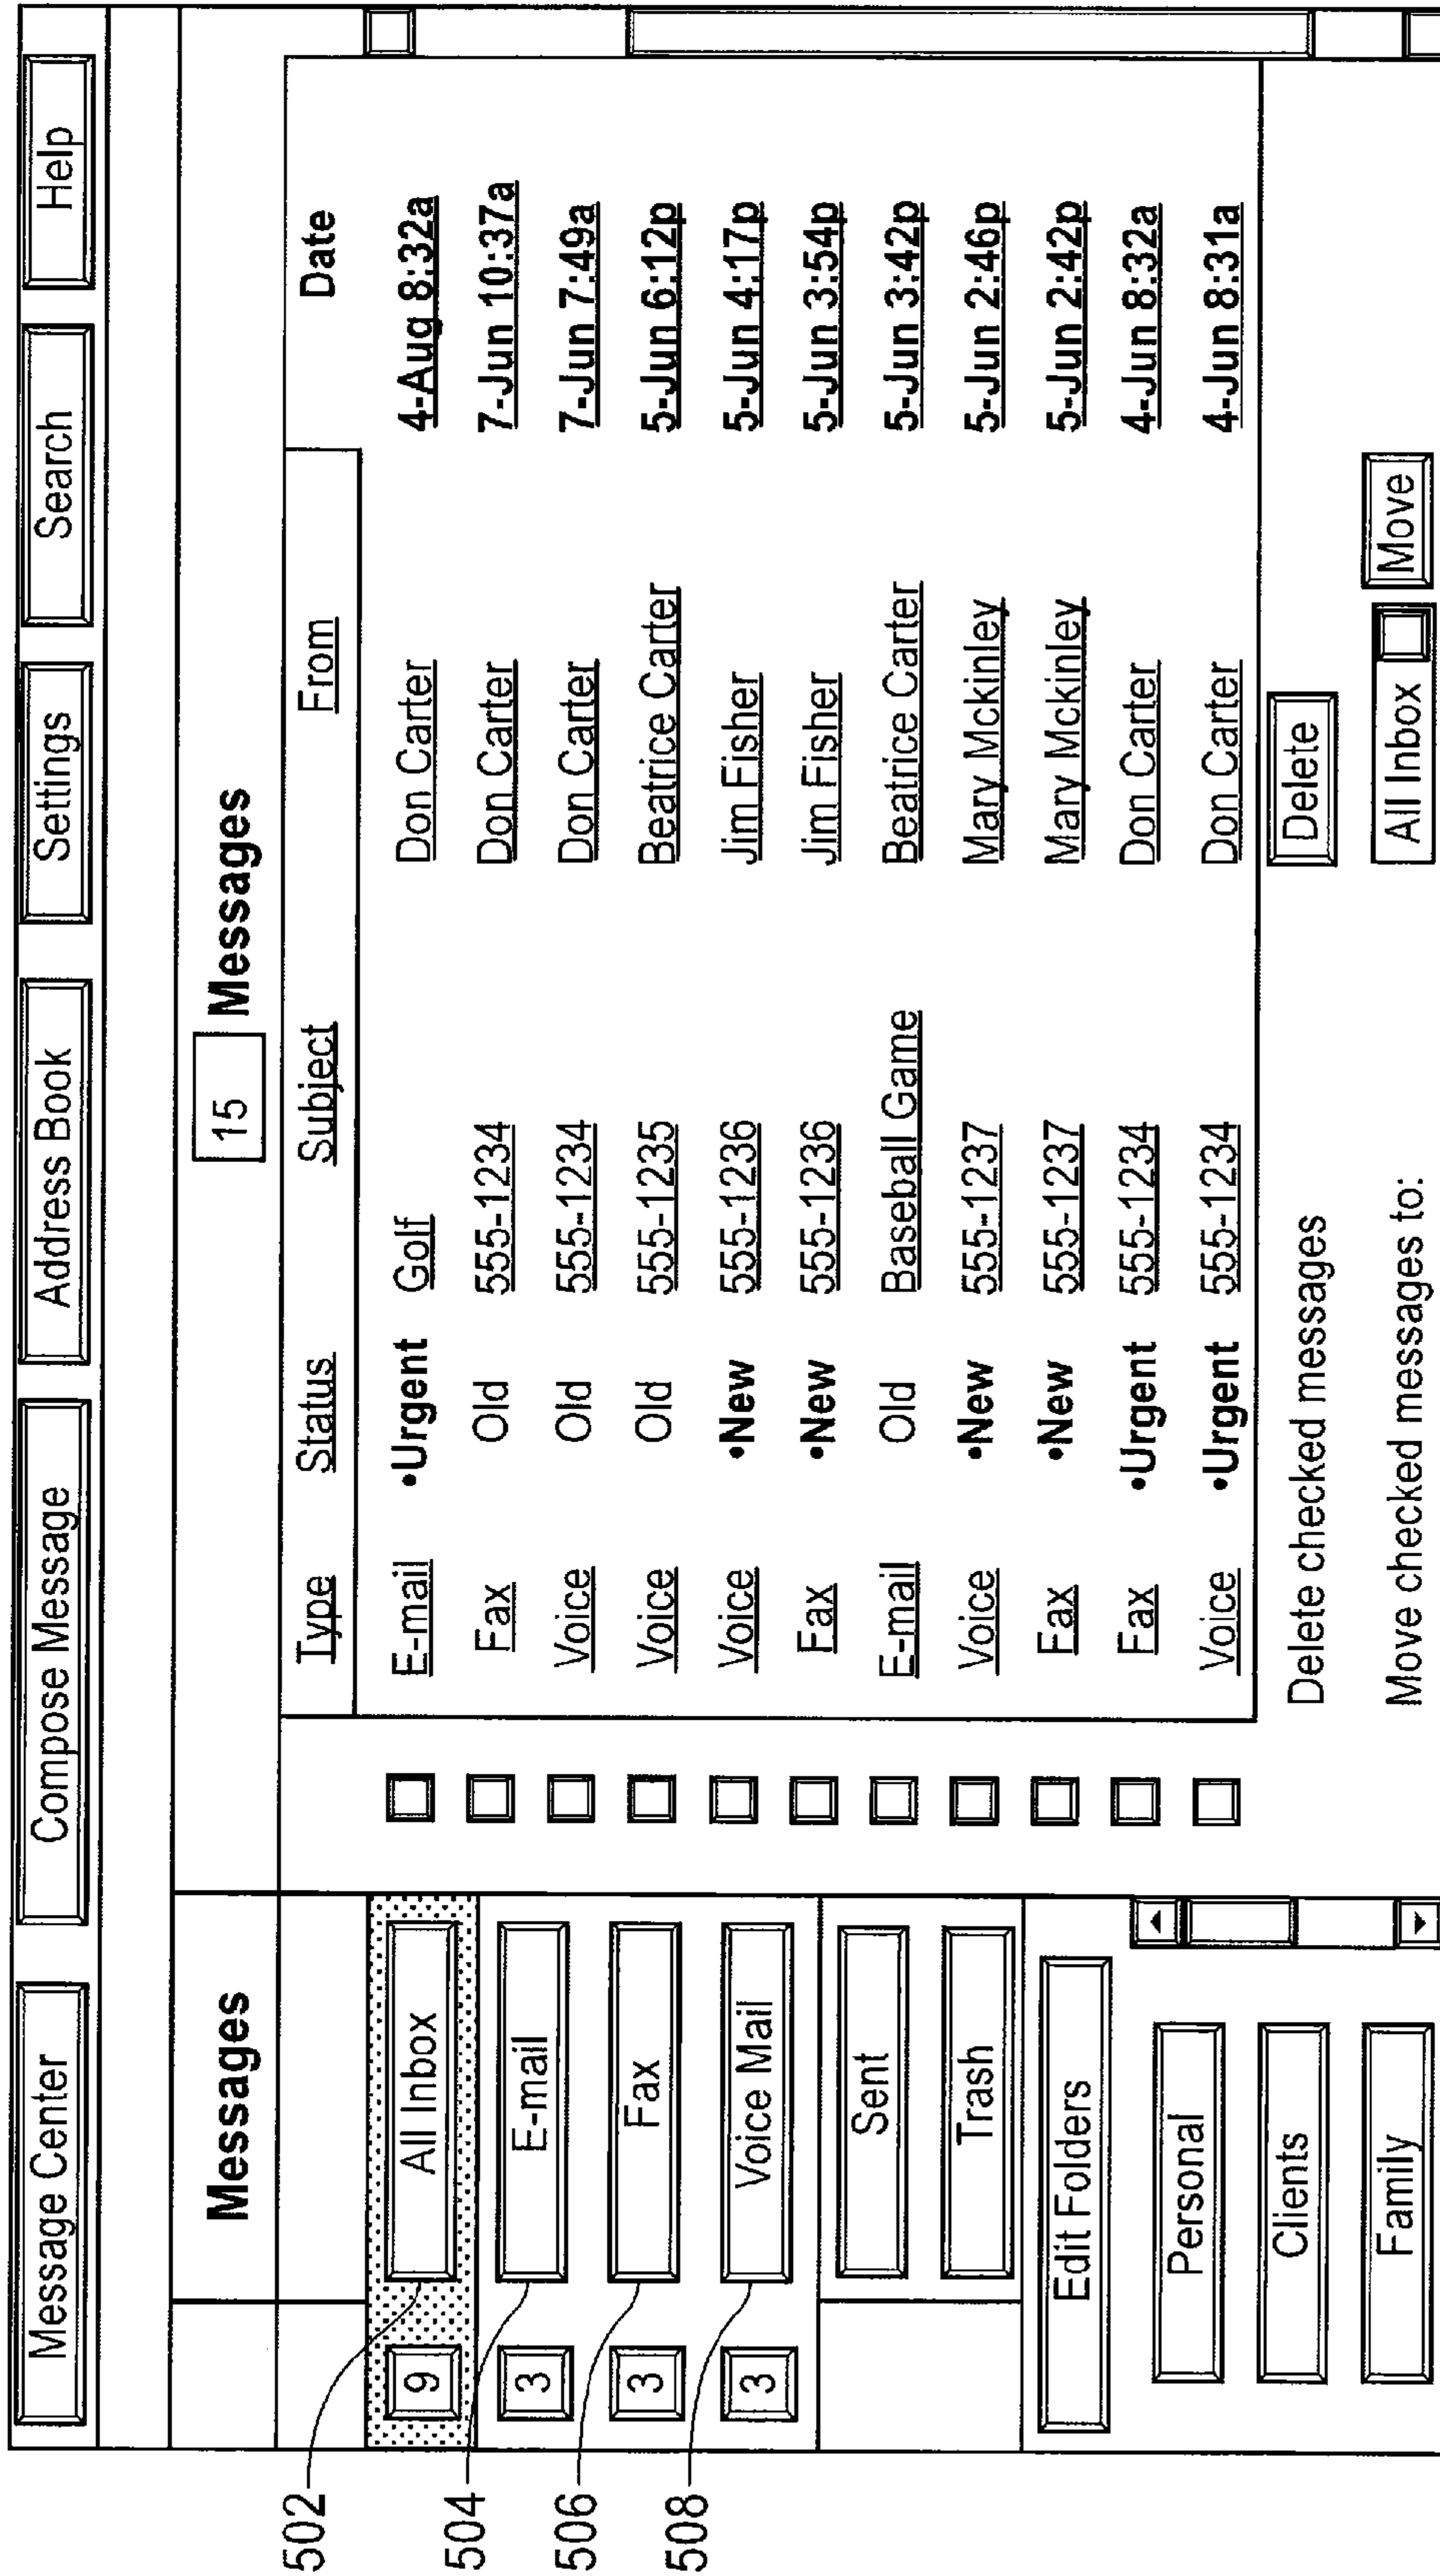 Message Center Compose Message Address Book Settings Search Help
Messages 15 Messages
Type Status Subject From Date
502 9 All Inbox E-mail •Urgent Golf Don Carter 4-Aug 8:32a
Fax Old 555-1234 Don Carter 7-Jun 10:37a
504 3 E-mail Voice Old 555-1234 Don Carter 7-Jun 7:49a
506 3 Fax Voice Old 555-1235 Beatrice Carter 5-Jun 6:12p
508 3 Voice Mail Voice •New 555-1236 Jim Fisher 5-Jun 4:17p
Fax •New 555-1236 Jim Fisher 5-Jun 3:54p
Sent E-mail Old Baseball Game Beatrice Carter 5-Jun 3:42p
Trash Voice •New 555-1237 Mary Mckinley 5-Jun 2:46p
Edit Folders Fax •New 555-1237 Mary Mckinley 5-Jun 2:42p
Fax •Urgent 555-1234 Don Carter 4-Jun 8:32a
Personal Voice •Urgent 555-1234 Don Carter 4-Jun 8:31a
Clients Delete checked messages Delete
Family Move checked messages to: All Inbox Move